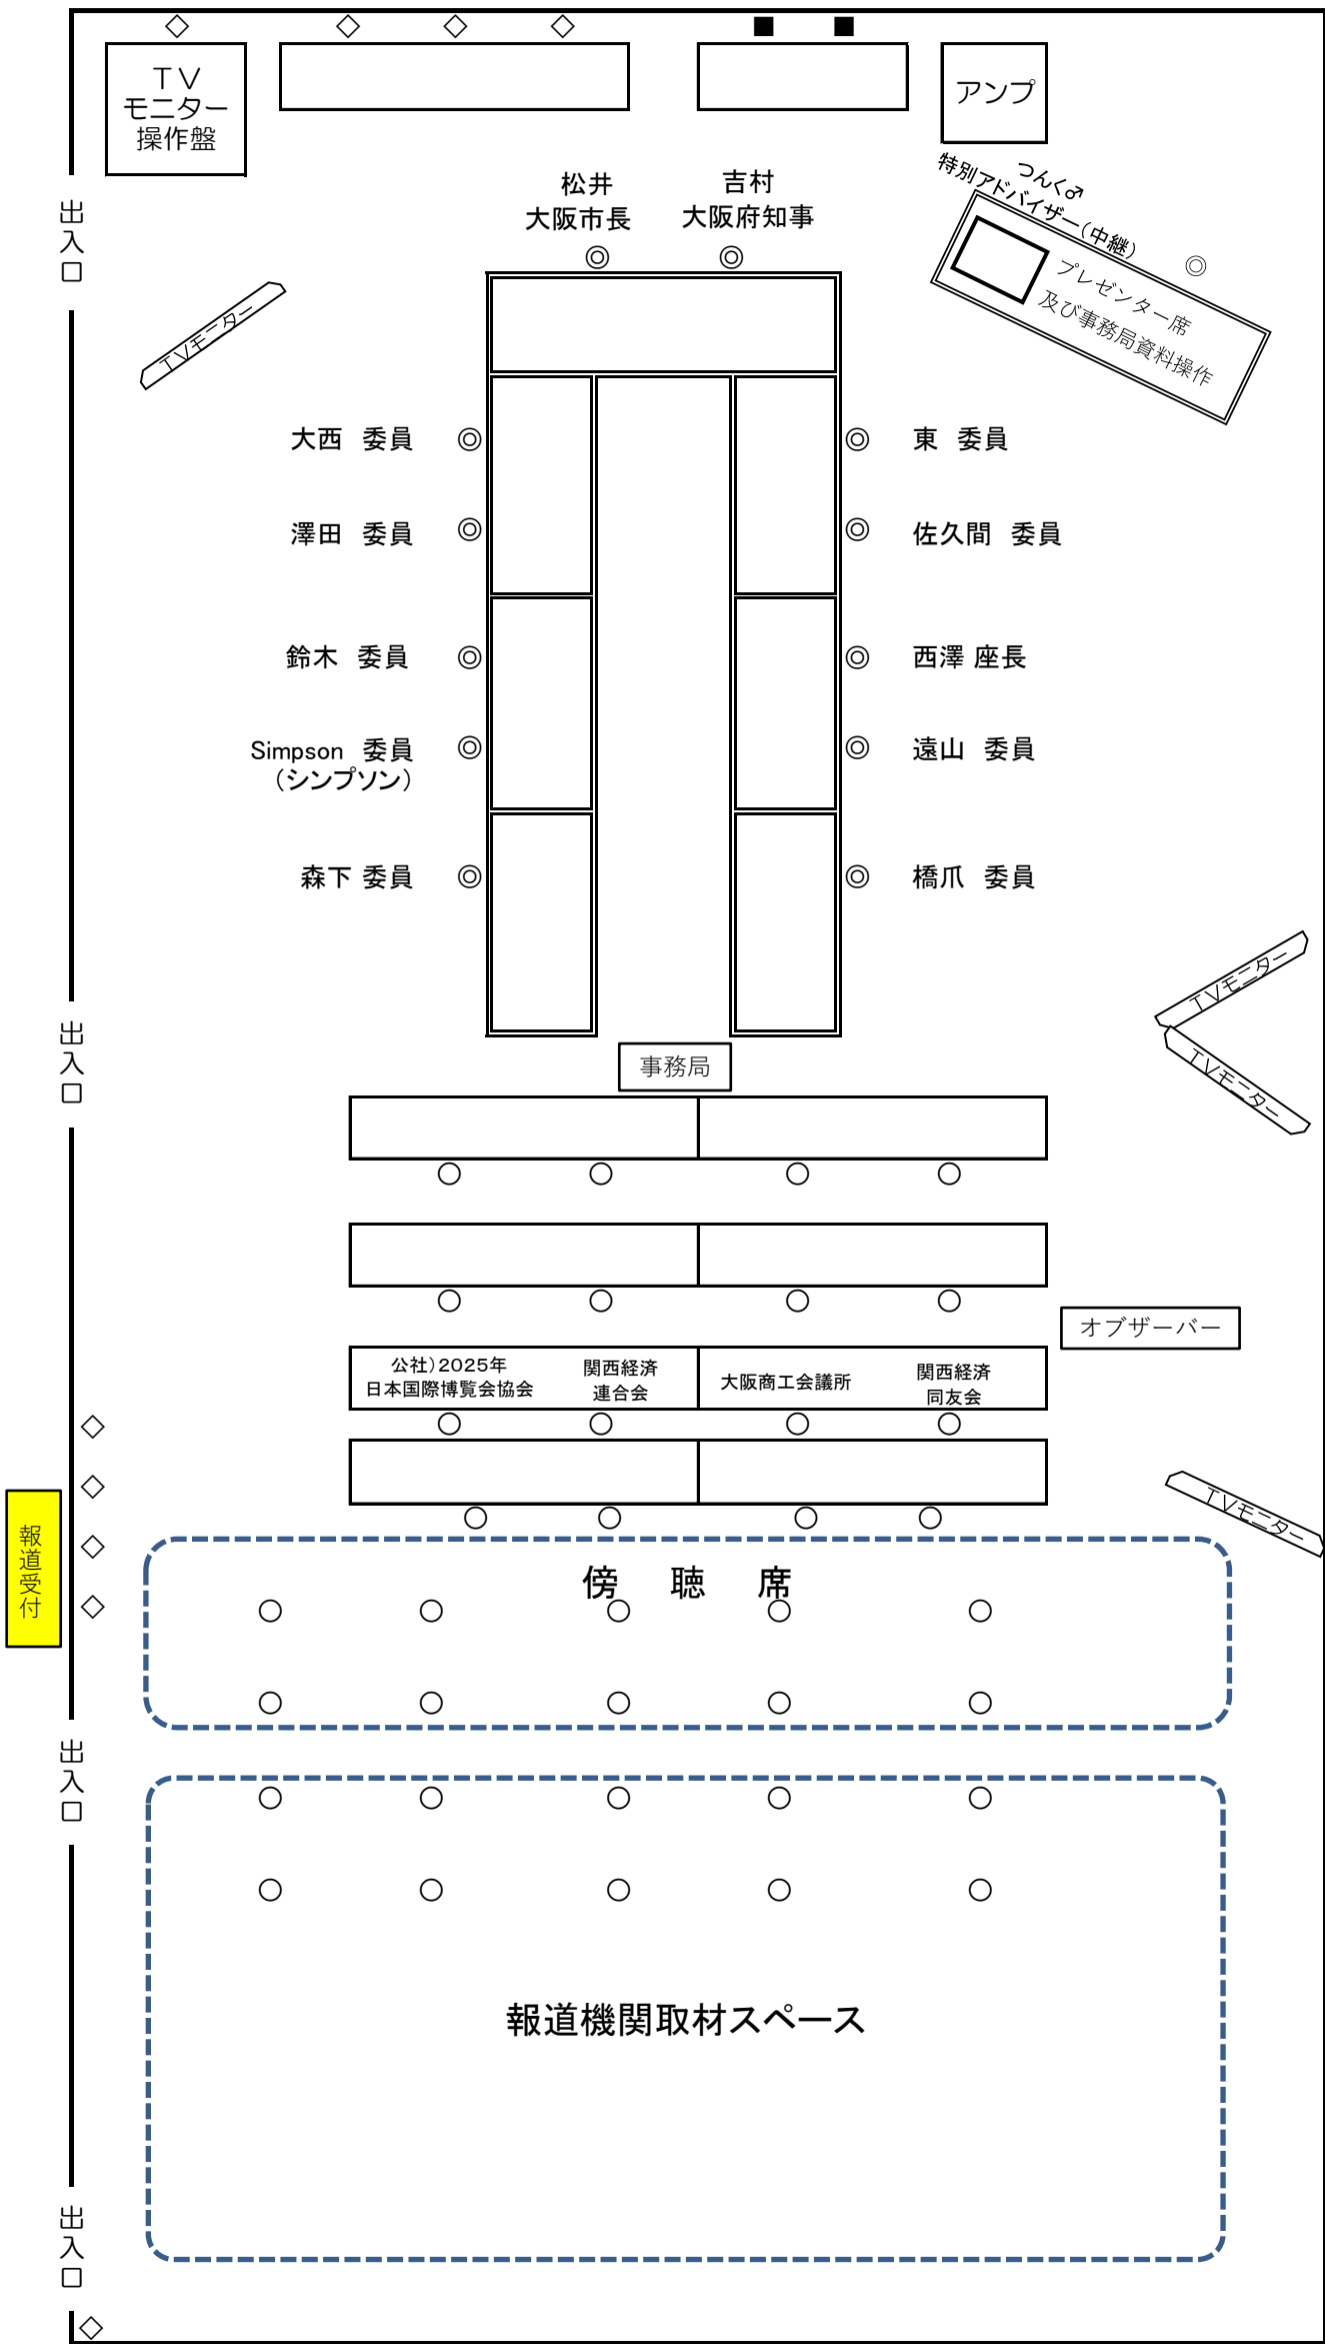 ＴＶ
モニター
操作盤
アンプ
つんく♂
特別アドバイザー（中継）
プレゼンター席
及び事務局資料操作
出入口
松井
大阪市長
吉村
大阪府知事
TVモニター
大西　委員
東　委員
澤田　委員
佐久間　委員
鈴木　委員
西澤 座長
Simpson　委員
（シンプソン）
遠山　委員
森下 委員
橋爪　委員
TVモニター
TVモニター
出入口
事務局
オブザーバー
公社）2025年
日本国際博覧会協会
関西経済
連合会
大阪商工会議所
関西経済
同友会
TVモニター
報道受付
傍　聴　席
出入口
報道機関取材スペース
出入口